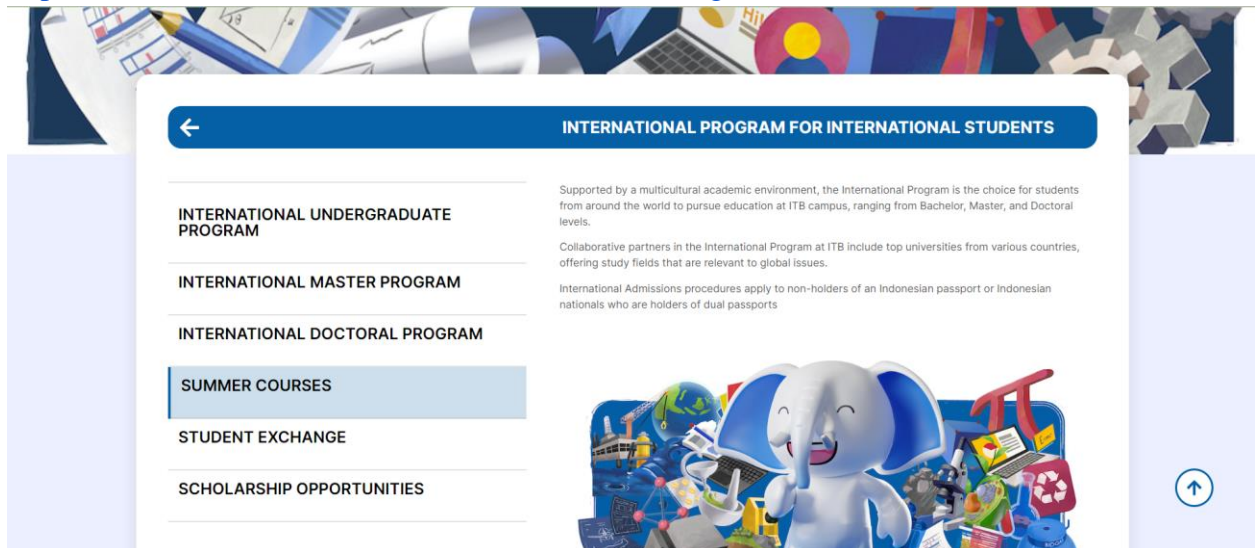 Hi!
INTERNATIONAL PROGRAM FOR INTERNATIONAL STUDENTS
INTERNATIONAL UNDERGRADUATE
PROGRAM
INTERNATIONAL MASTER PROGRAM
INTERNATIONAL DOCTORAL PROGRAM
SUMMER COURSES
STUDENT EXCHANGE
SCHOLARSHIP OPPORTUNITIES
Supported by a multicultural academic environment, the International Program is the choice for students
from around the world to pursue education at ITB campus, ranging from Bachelor, Master, and Doctoral
levels.
Collaborative partners in the International Program at ITB include top universities from various countries,
offering study fields that are relevant to global issues.
International Admissions procedures apply to non-holders of an Indonesian passport or Indonesian
nationals who are holders of dual passports